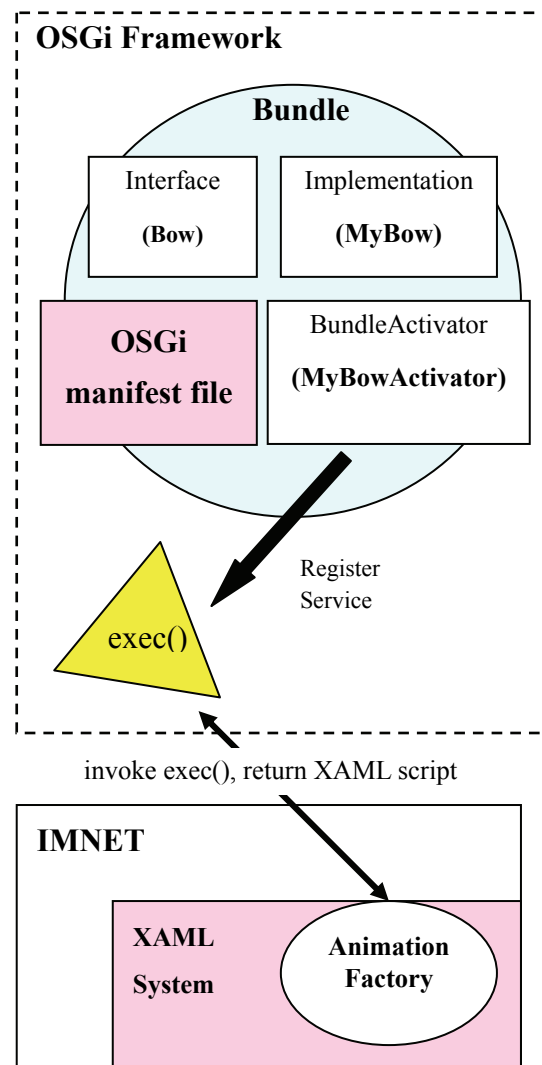 OSGi Framework
Bundle
Interface
(Bow)
Implementation
(MyBow)
OSGi
manifest file
BundleActivator
(MyBowActivator)
Register
Service
exec()
invoke exec(), return XAML script
IMNET
XAML
System
Animation
Factory